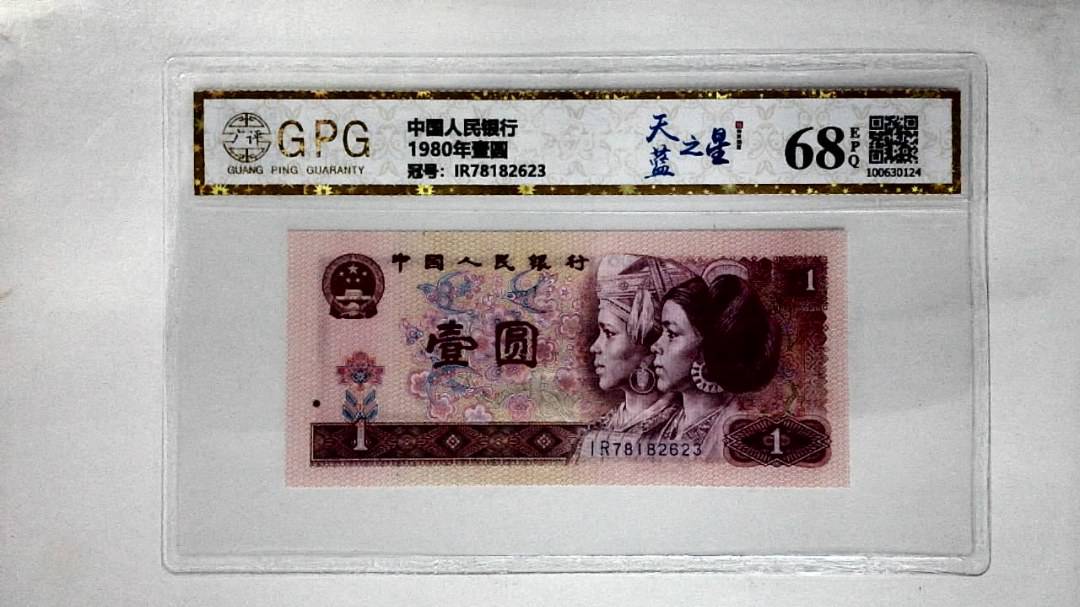 广评
GPG
GUANG PING GUARANTY
中国人民银行
1980年壹圆
冠号: IR78182623
天蓝之星
68
EPQ
100630124
中国人民银行
1
壹圆
1
IR78182623
1